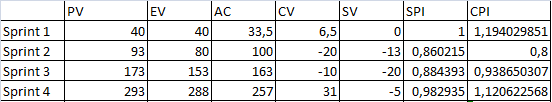 PV EV AC CV SV SPI CPI
Sprint 1 40 40 33,5 6,5 0 1 1,194029851
Sprint 2 93 80 100 -20 -13 0,860215 0,8
Sprint 3 173 153 163 -10 -20 0,884393 0,938650307
Sprint 4 293 288 257 31 -5 0,982935 1,120622568